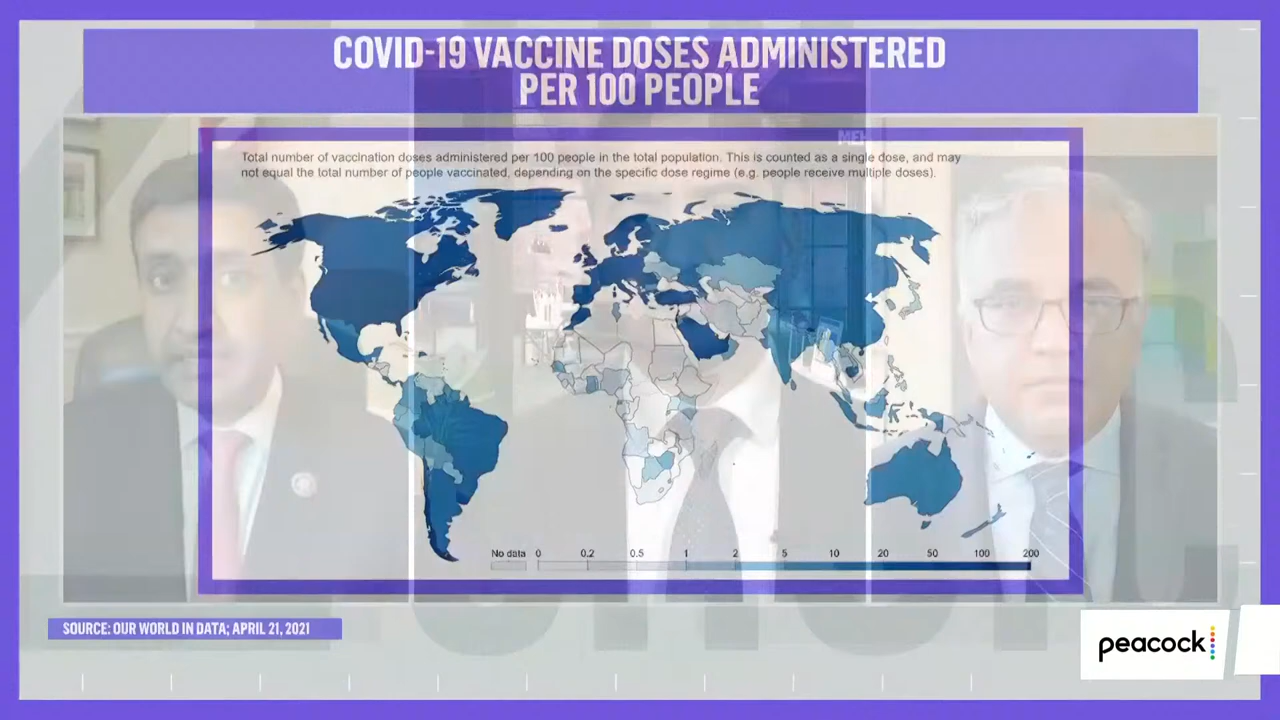 COVID-19 VACCINE DOSES ADMINISTERED
PER 100 PEOPLE
MEH
Total number of vaccination doses administered per 100 people in the total population. This is counted as a single dose, and may
not equal the total number of people vaccinated, depending on the specific dose regime (e.g. people receive multiple doses).
No data 0 0.2 0.5 1 2 5 10 20 50 100 200
SOURCE: OUR WORLD IN DATA; APRIL 21, 2021
peacock